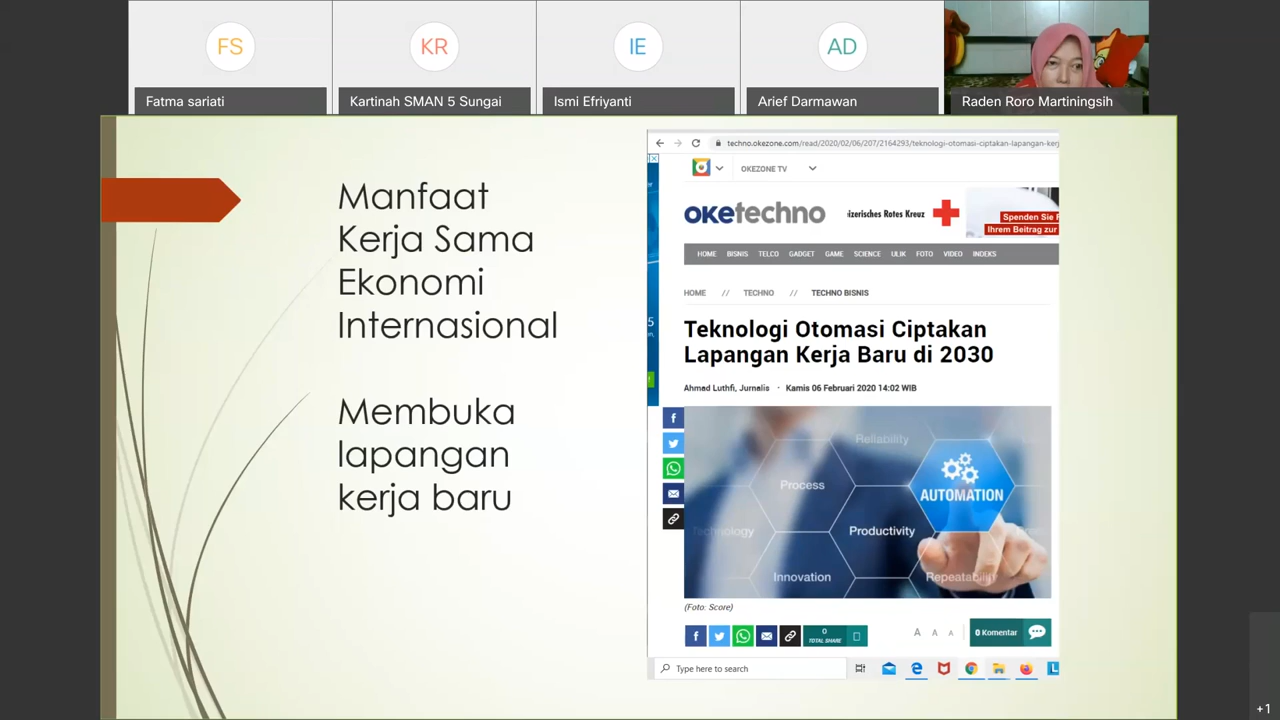 FS
KR
IE
AD
Fatma sariati
Kartinah SMAN 5 Sungai
Ismi Efriyanti
Arief Darmawan
Raden Roro Martiningsih
Manfaat
Kerja Sama
Ekonomi
Internasional
Membuka
lapangan
kerja baru
techno.okezone.com/read/2020/02/06/207/2164293/teknologi-otomasi-ciptakan-lapangan-kerj
OKEZONE TV
oketechno
eizerisches Rotes Kreuz
Spenden Sie
Ihrem Beitrag zur
HOME BISNIS TELCO GADGET GAME SCIENCE ULIK FOTO VIDEO INDEKS
HOME // TECHNO // TECHNO BISNIS
Teknologi Otomasi Ciptakan
Lapangan Kerja Baru di 2030
Ahmad Luthfi, Jurnalis · Kamis 06 Februari 2020 14:02 WIB
Reliability
Process
AUTOMATION
Technology
Productivity
Innovation
Repeatability
(Foto: Score)
0
TOTAL SHARE
A A A
0 Komentar
Type here to search
+1